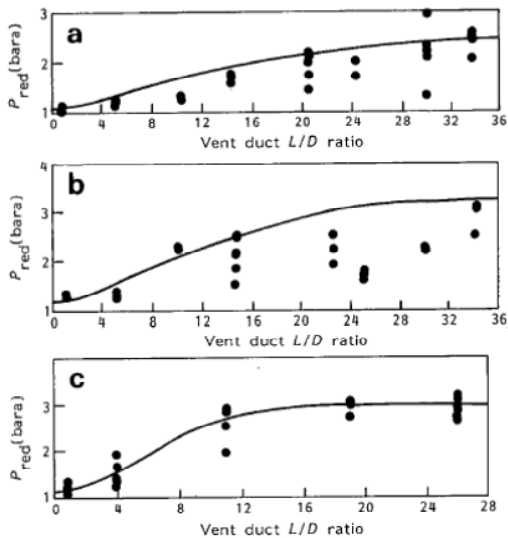 a
3
2
1
P_red(bara)
0 4 8 12 16 20 24 28 32 36
Vent duct L/D ratio
b
4
3
2
1
P_red(bara)
0 4 8 12 16 20 24 28 32 36
Vent duct L/D ratio
c
3
2
1
P_red(bara)
0 4 8 12 16 20 24 28
Vent duct L/D ratio